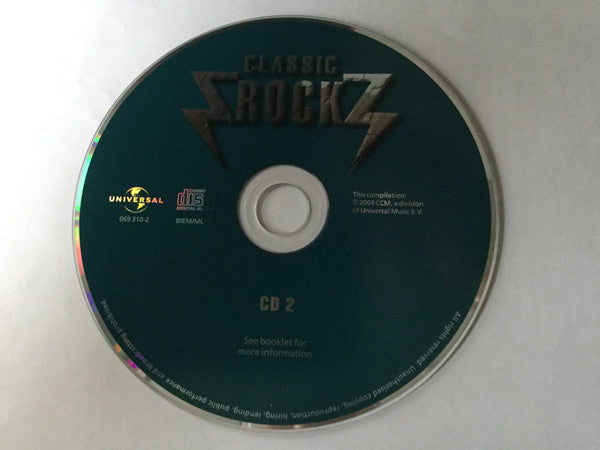 CLASSIC
ROCK
UNIVERSAL
069 310-2
COMPACT
disc
DIGITAL AUDIO
BIEM/MC
This compilation:
℗ 2004 CCM, a division
of Universal Music B.V.
CD 2
See booklet for
more information
All rights reserved. Unauthorised copying, reproduction, hiring, lending, public performance and broadcasting prohibited